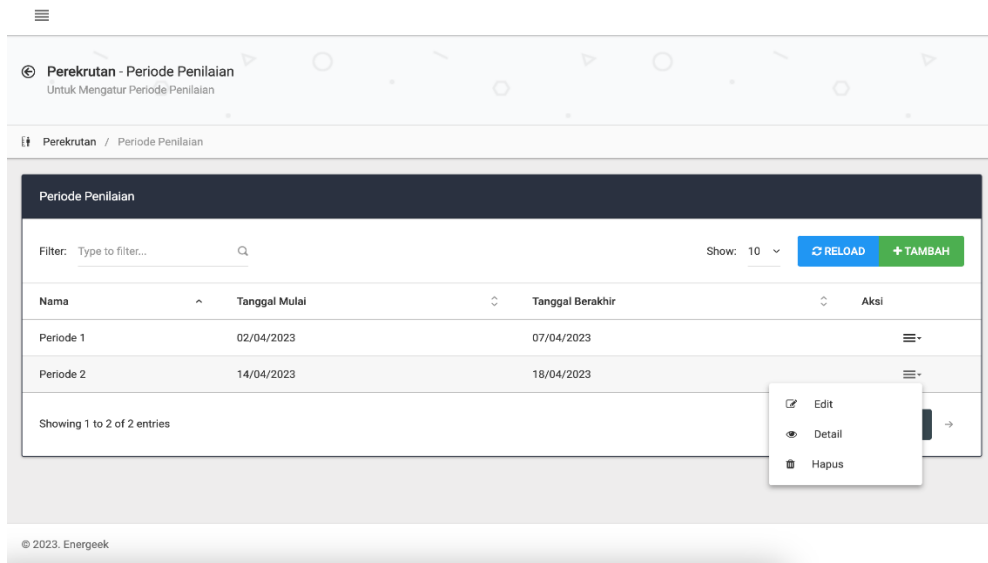 Perekrutan - Periode Penilaian
Untuk Mengatur Periode Penilaian
Perekrutan / Periode Penilaian
Periode Penilaian
Filter: Type to filter... Show: 10 RELOAD + TAMBAH
Nama Tanggal Mulai Tanggal Berakhir Aksi
Periode 1 02/04/2023 07/04/2023
Periode 2 14/04/2023 18/04/2023
Edit
Showing 1 to 2 of 2 entries
Detail
Hapus
© 2023. Energeek